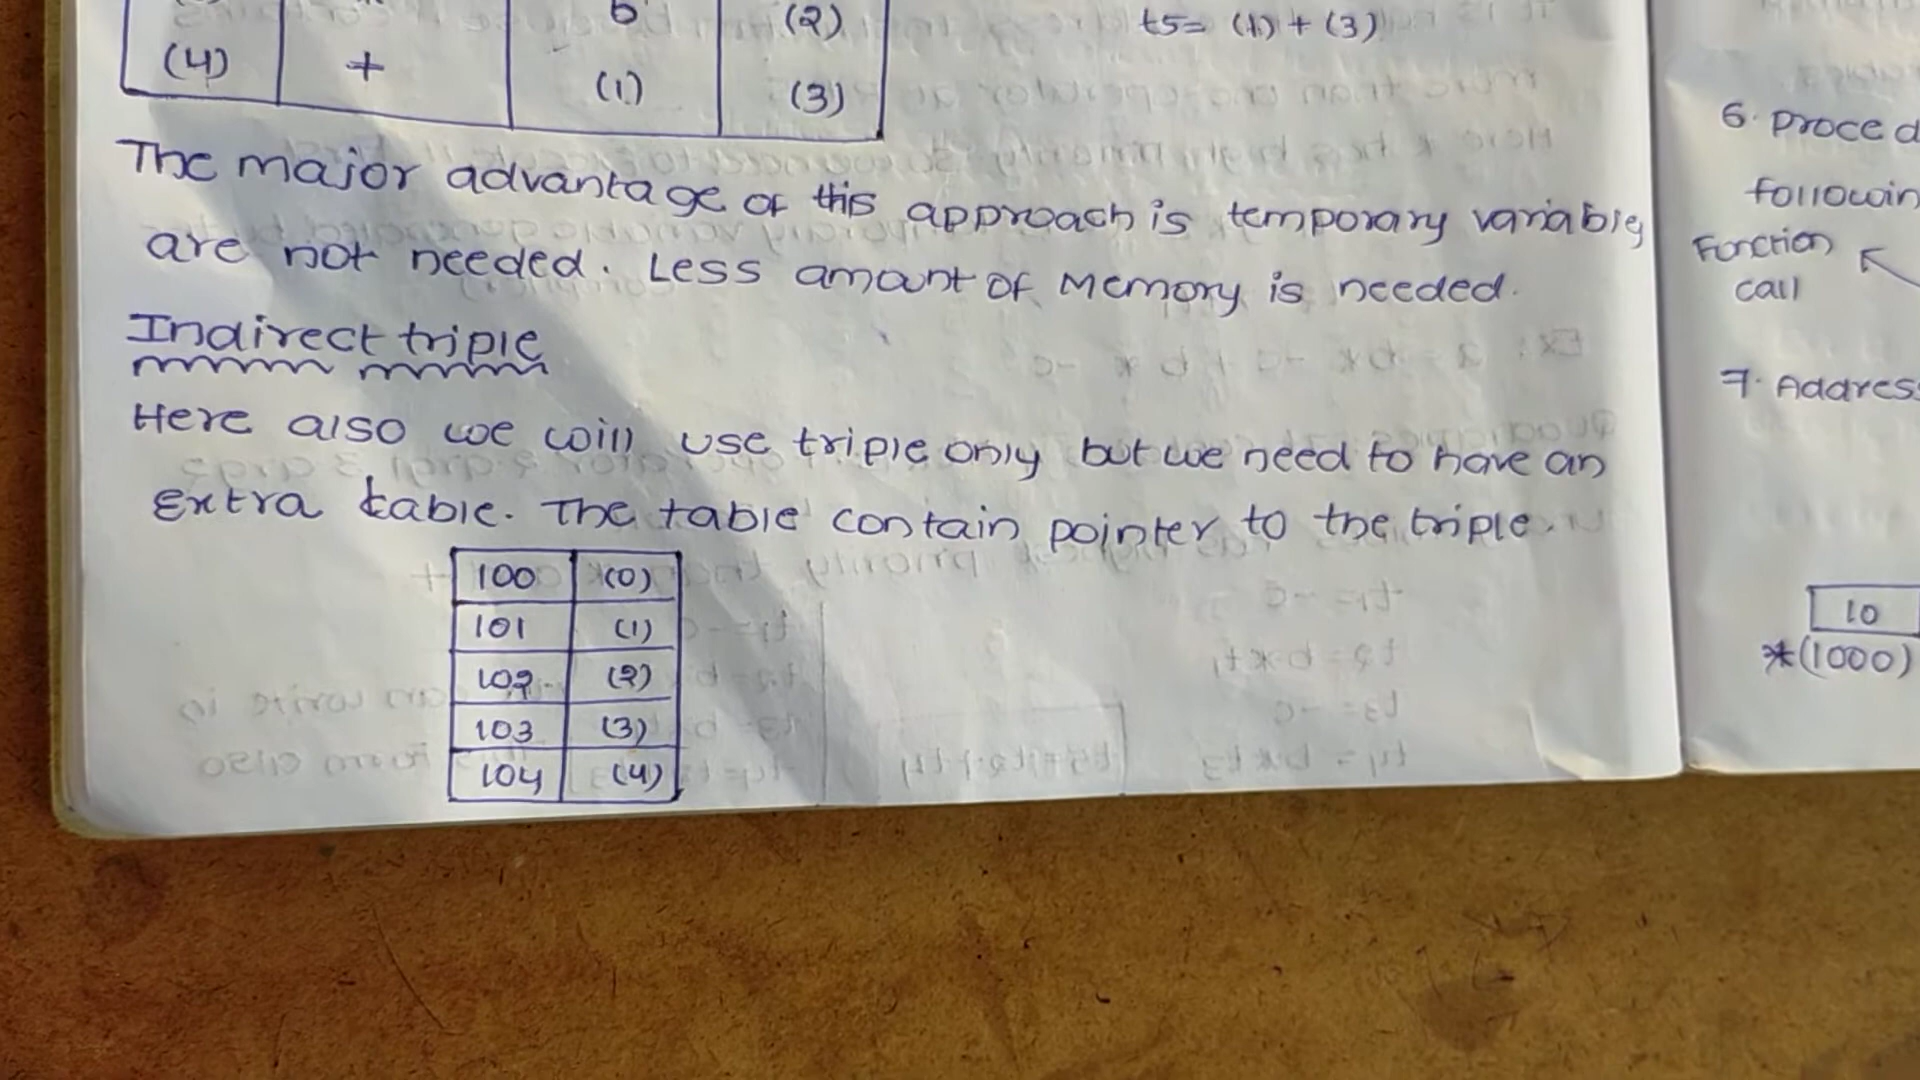 b (2)
(4) + (1) (3)
t5= (1) + (3)
The major advantage of this approach is temporary variable
are not needed. Less amount of Memory is needed.
Indirect triple
Here also we will use triple only but we need to have an
Extra table. The table contain pointer to the triple.
100 (0)
101 (1)
102 (2)
103 (3)
104 (4)
6. Proced
followin
Function
call
7. Address
10
*(1000)